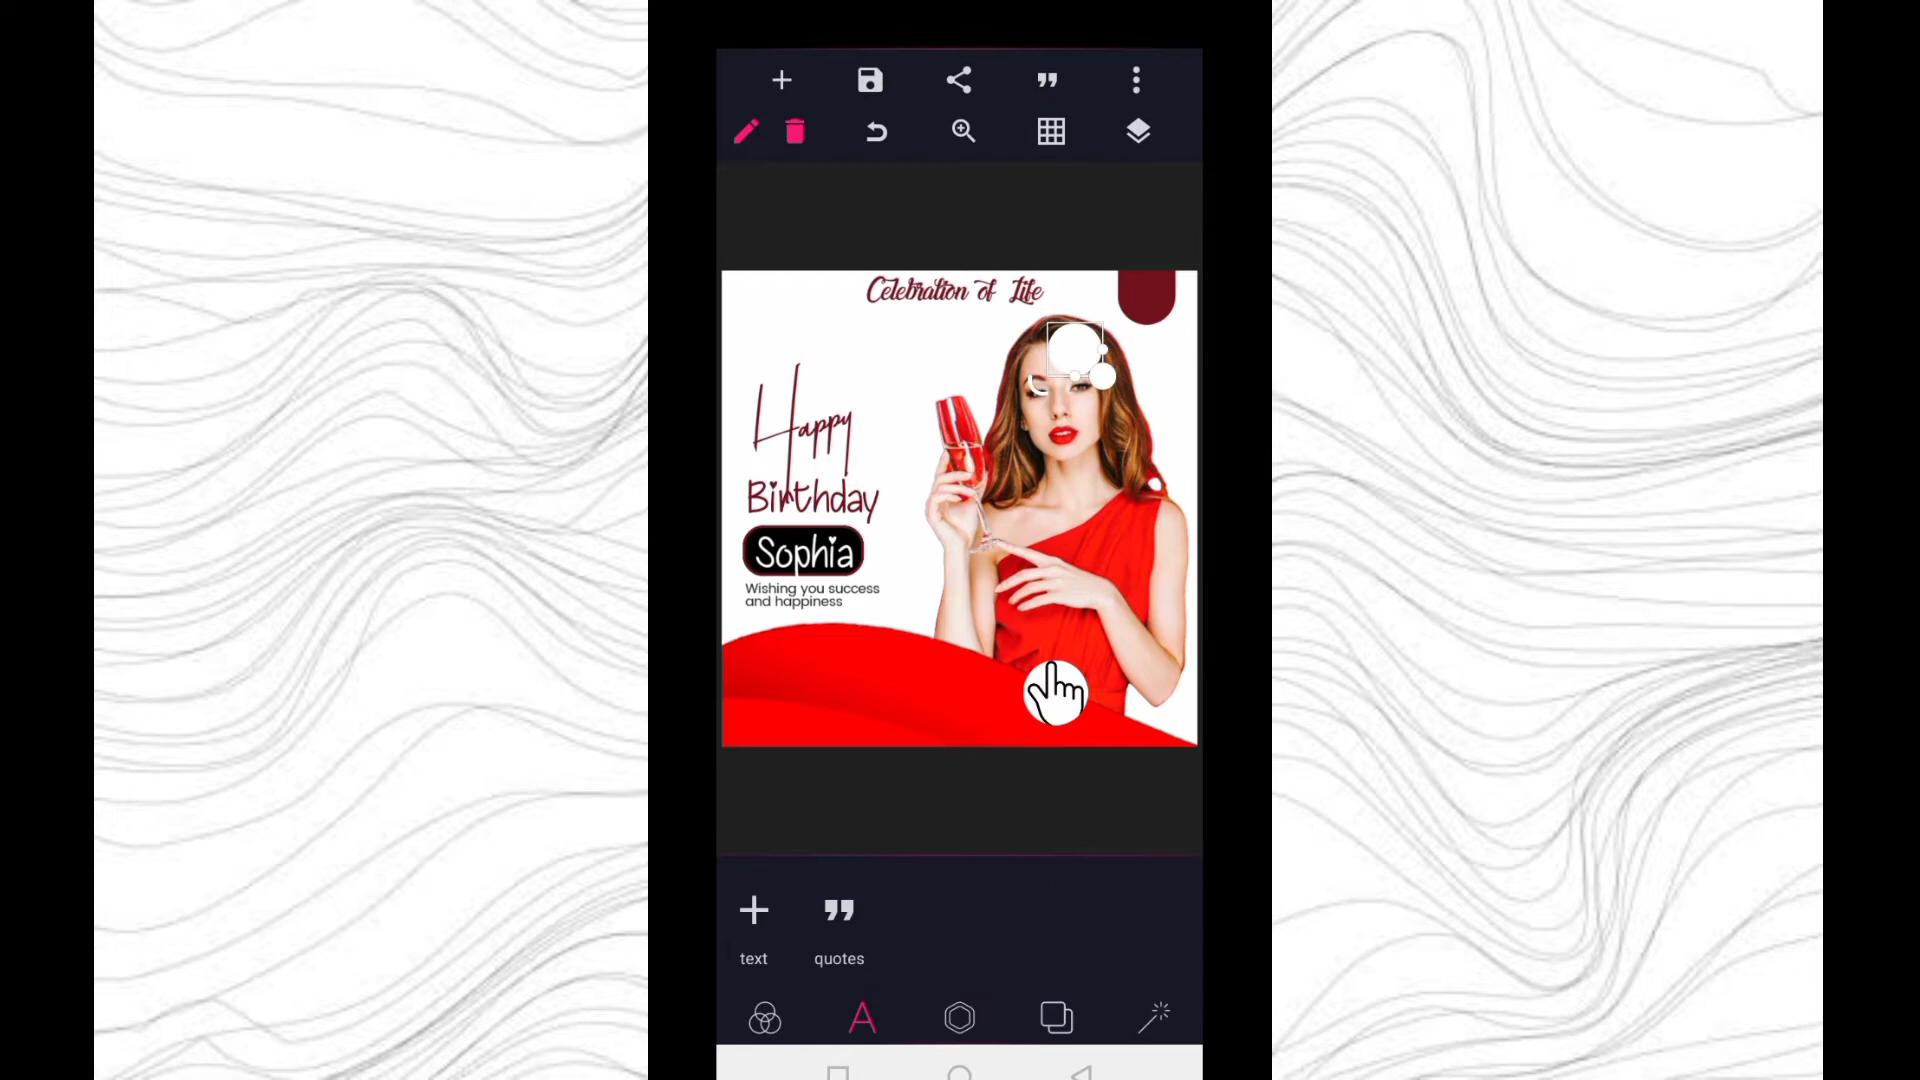 Celebration of Life
Happy
Birthday
Sophia
Wishing you success
and happiness
text
quotes